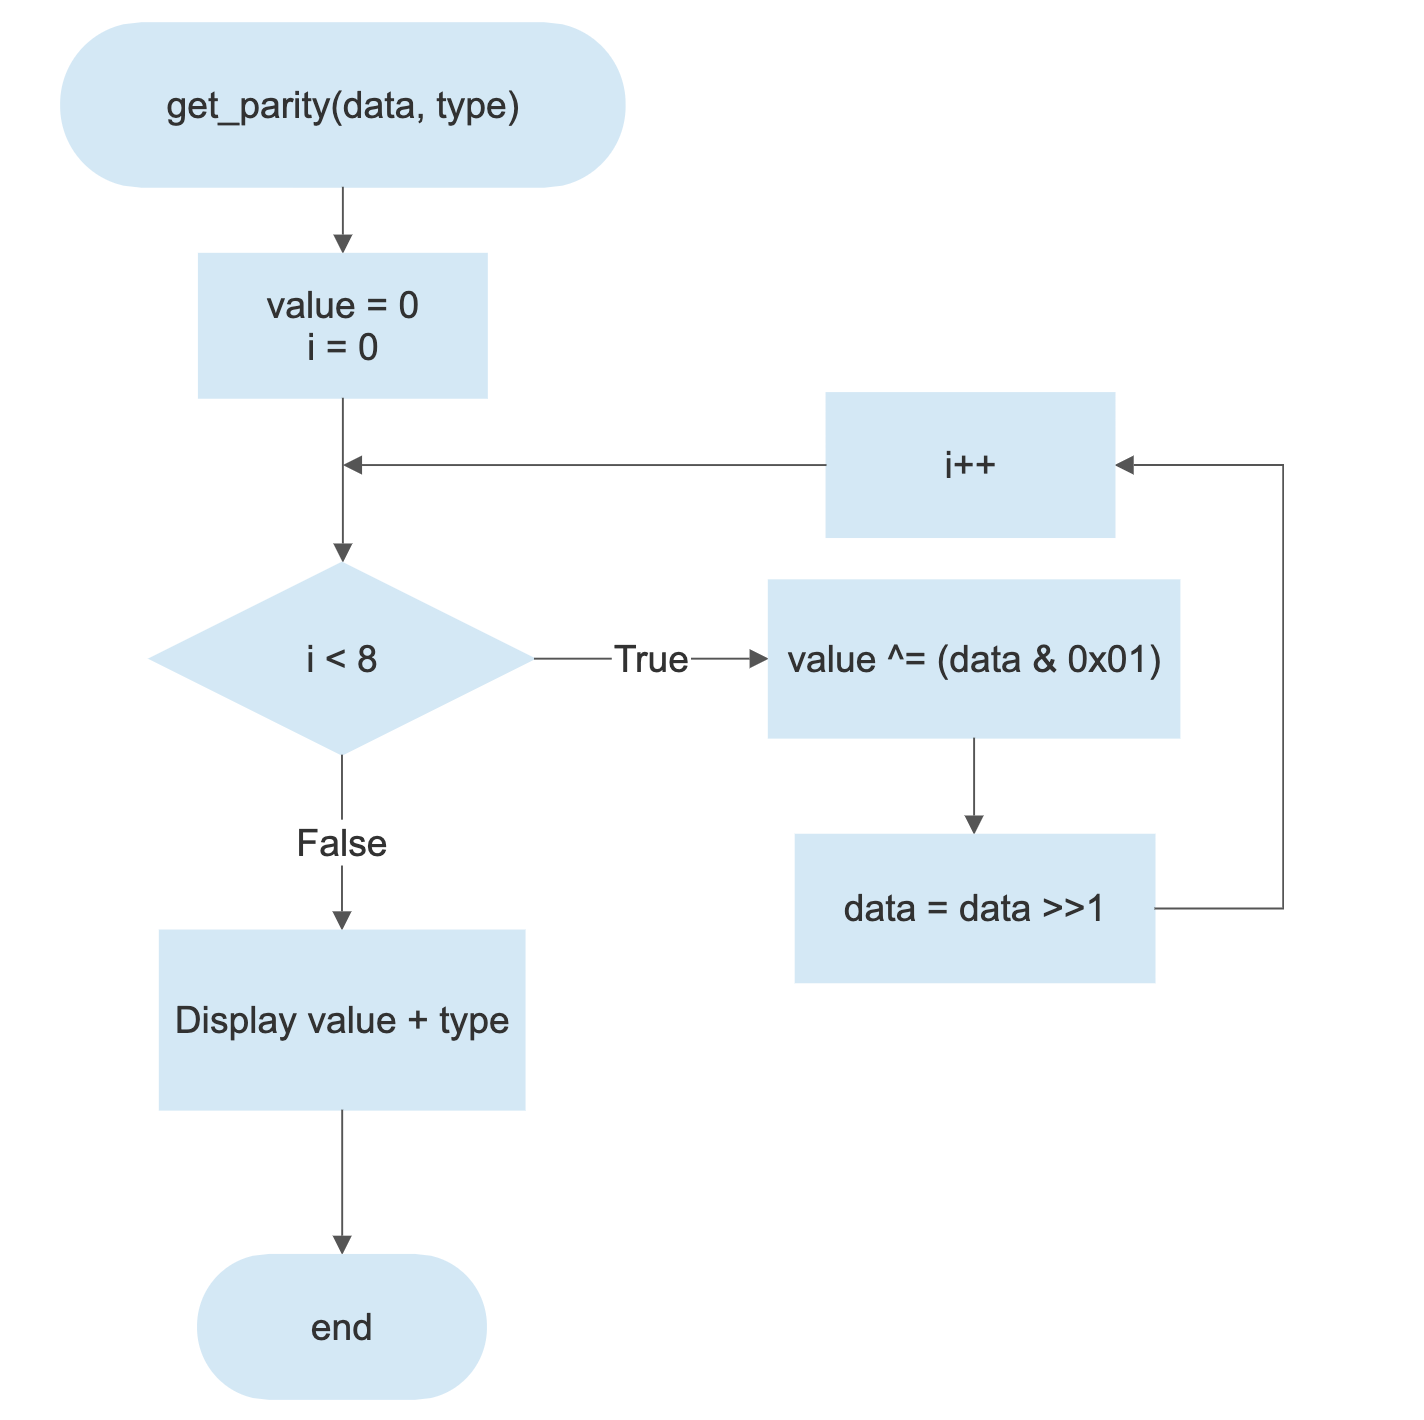 get_parity(data, type)
value = 0
i = 0
i++
i < 8
True
value ^= (data & 0x01)
False
data = data >>1
Display value + type
end